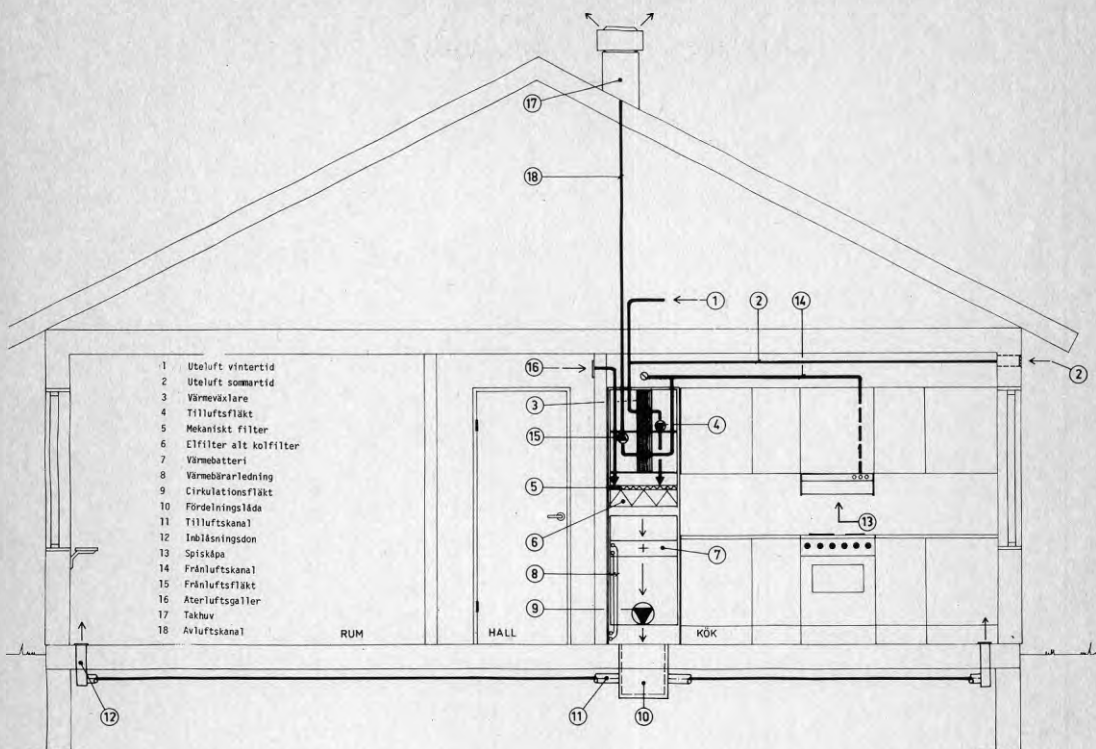 17
18
1
2
14
16
2
3
4
15
5
13
6
7
8
9
12
11
10
1 Uteluft vintertid
2 Uteluft sommartid
3 Värmeväxlare
4 Tilluftsfläkt
5 Mekaniskt filter
6 Elfilter alt kolfilter
7 Värmebatteri
8 Värmebärarledning
9 Cirkulationsfläkt
10 Fördelningslåda
11 Tilluftskanal
12 Inblåsningsdon
13 Spiskåpa
14 Frånluftskanal
15 Frånluftsfläkt
16 Återluftsgaller
17 Takhuv
18 Avluftskanal
RUM
HALL
KÖK